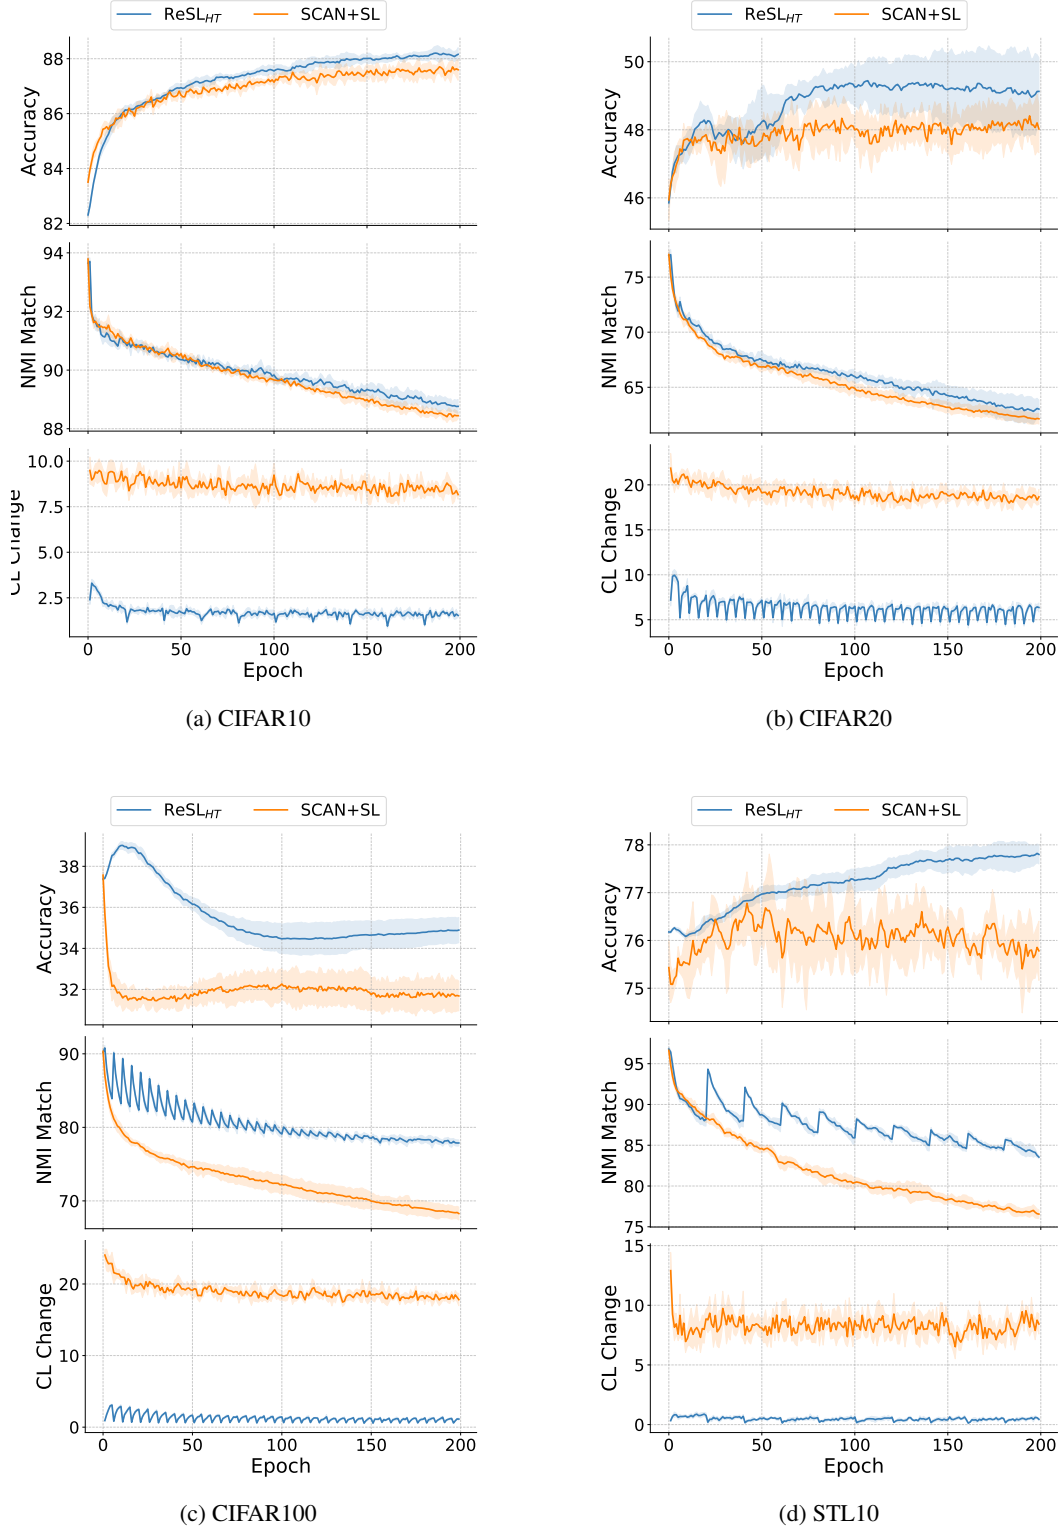 ReSL_HT SCAN+SL
Accuracy
88
86
84
82
NMI Match
94
92
90
88
CL Change
10.0
7.5
5.0
2.5
0 50 100 150 200
Epoch
(a) CIFAR10
ReSL_HT SCAN+SL
Accuracy
50
48
46
NMI Match
75
70
65
CL Change
20
15
10
5
0 50 100 150 200
Epoch
(b) CIFAR20
ReSL_HT SCAN+SL
Accuracy
38
36
34
32
NMI Match
90
80
70
CL Change
20
10
0
0 50 100 150 200
Epoch
(c) CIFAR100
ReSL_HT SCAN+SL
Accuracy
78
77
76
75
NMI Match
95
90
85
80
75
CL Change
15
10
5
0
0 50 100 150 200
Epoch
(d) STL10